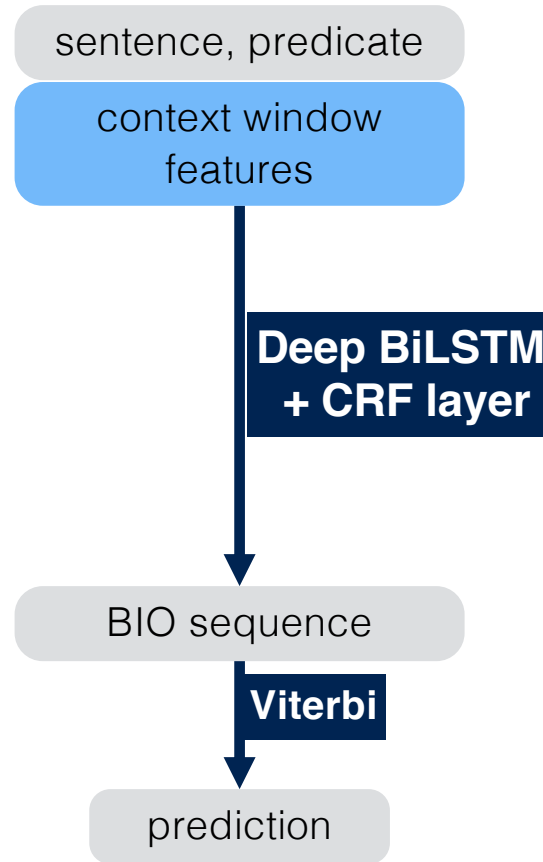 sentence, predicate
context window
features
Deep BiLSTM
+ CRF layer
BIO sequence
Viterbi
prediction